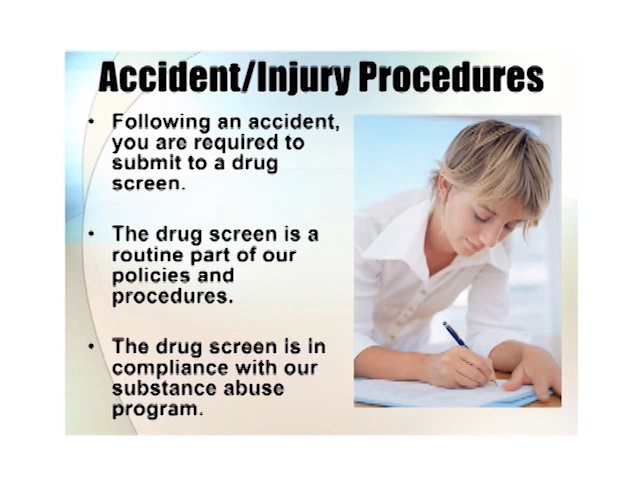 Accident/Injury Procedures
• Following an accident,
you are required to
submit to a drug
screen.
• The drug screen is a
routine part of our
policies and
procedures.
• The drug screen is in
compliance with our
substance abuse
program.